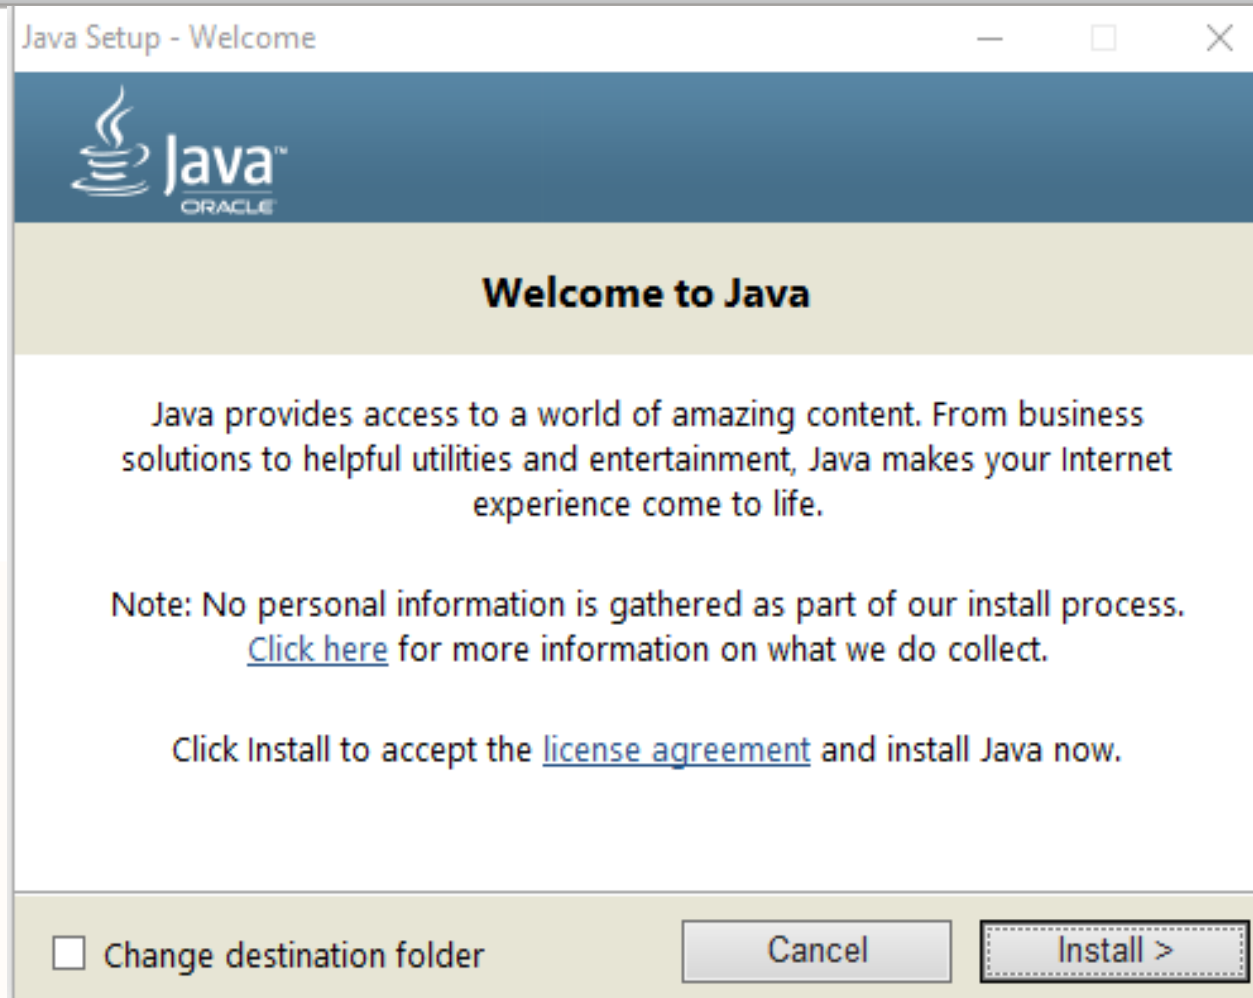 Java Setup - Welcome
Java™
ORACLE
Welcome to Java
Java provides access to a world of amazing content. From business
solutions to helpful utilities and entertainment, Java makes your Internet
experience come to life.
Note: No personal information is gathered as part of our install process.
Click here for more information on what we do collect.
Click Install to accept the license agreement and install Java now.
Change destination folder
Cancel
Install >